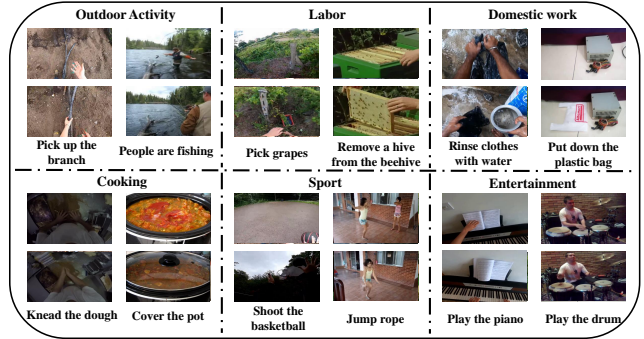 Outdoor Activity
Labor
Domestic work
Pick up the
branch
People are fishing
Pick grapes
Remove a hive
from the beehive
Rinse clothes
with water
Put down the
plastic bag
Cooking
Sport
Entertainment
Knead the dough
Cover the pot
Shoot the
basketball
Jump rope
Play the piano
Play the drum